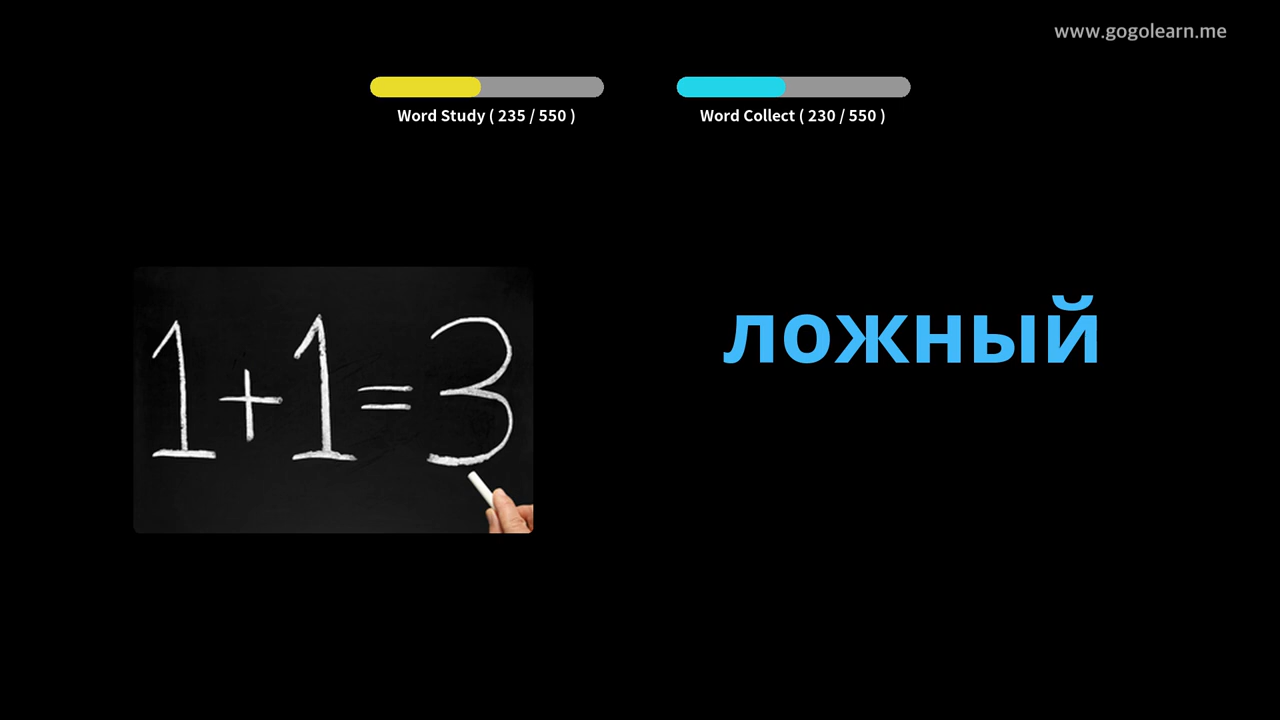 www.gogolearn.me
Word Study ( 235 / 550 )
Word Collect ( 230 / 550 )
ложный
1+1=3